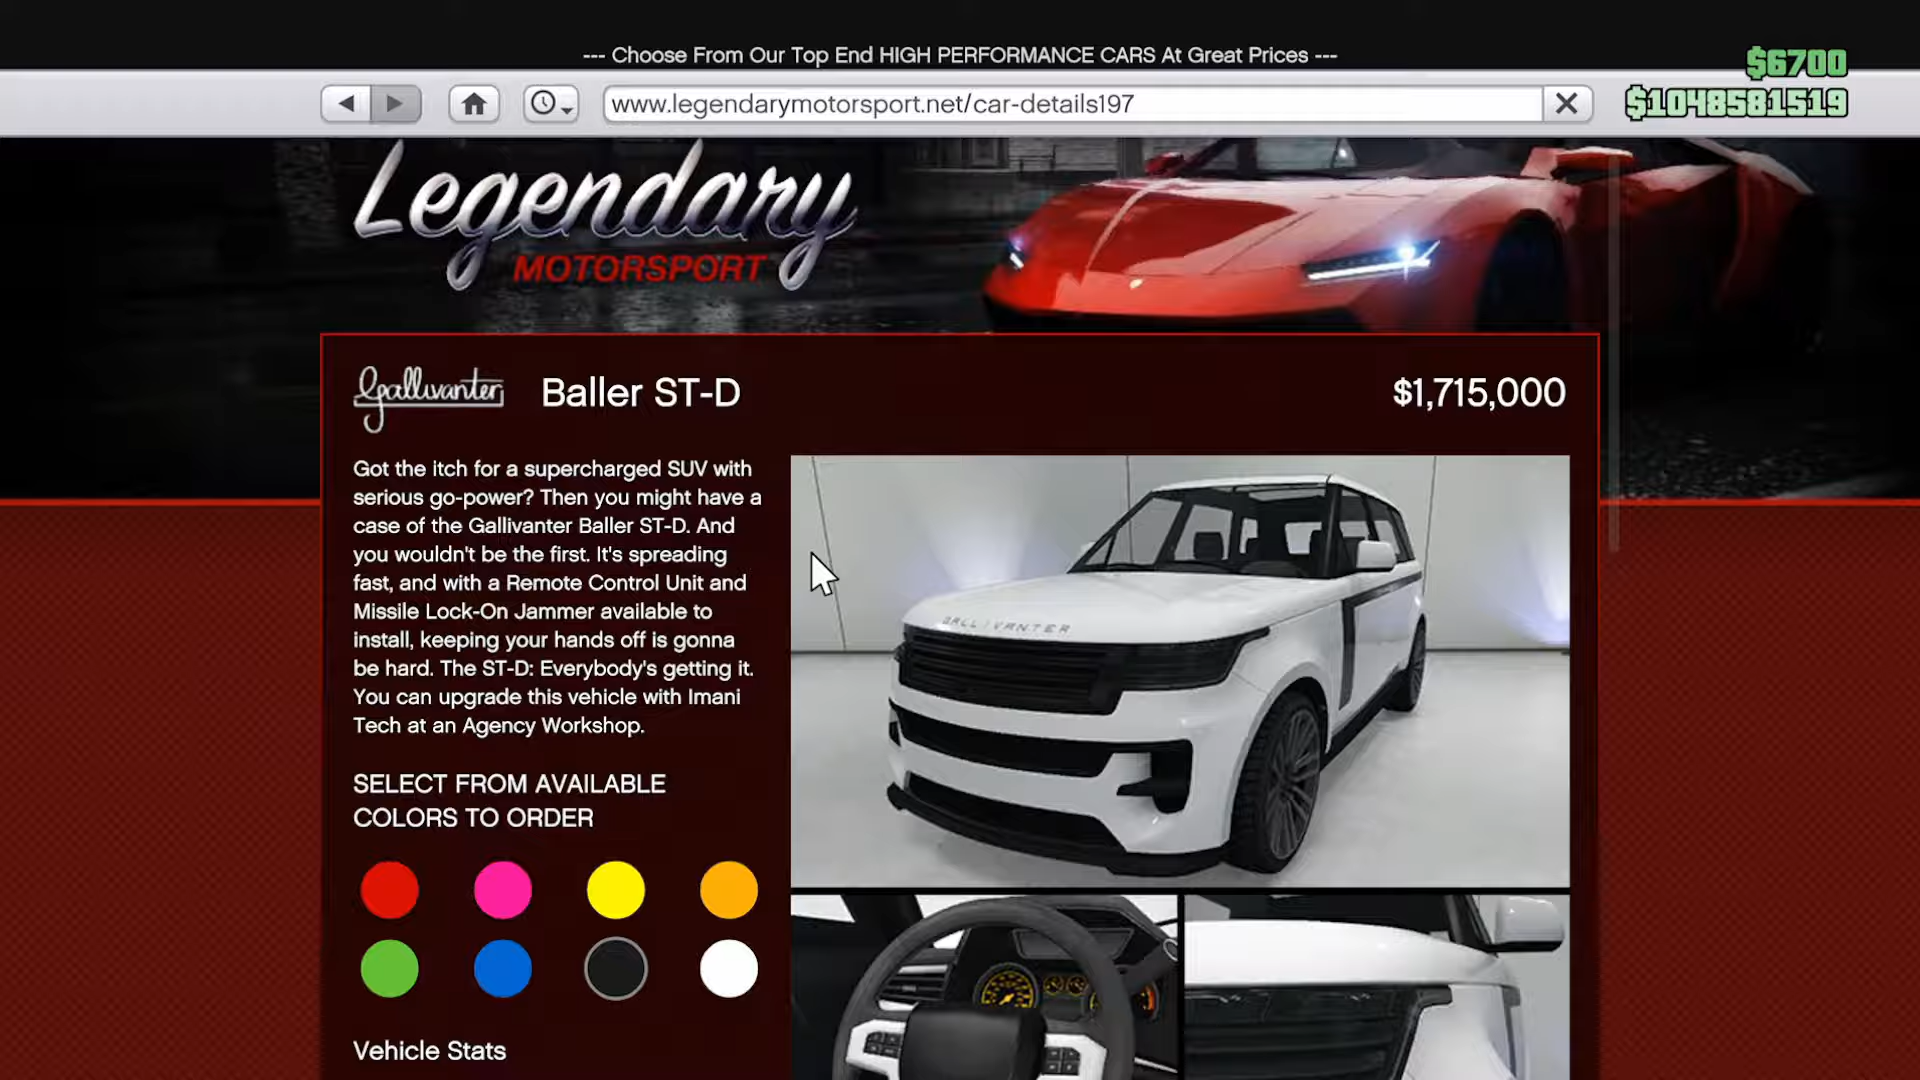 --- Choose From Our Top End HIGH PERFORMANCE CARS At Great Prices ---
$6700
www.legendarymotorsport.net/car-details197
$1048581519
Legendary
MOTORSPORT
Gallivanter
Baller ST-D
$1,715,000
Got the itch for a supercharged SUV with
serious go-power? Then you might have a
case of the Gallivanter Baller ST-D. And
you wouldn't be the first. It's spreading
fast, and with a Remote Control Unit and
Missile Lock-On Jammer available to
install, keeping your hands off is gonna
be hard. The ST-D: Everybody's getting it.
You can upgrade this vehicle with Imani
Tech at an Agency Workshop.
GALLIVANTER
SELECT FROM AVAILABLE
COLORS TO ORDER
Vehicle Stats